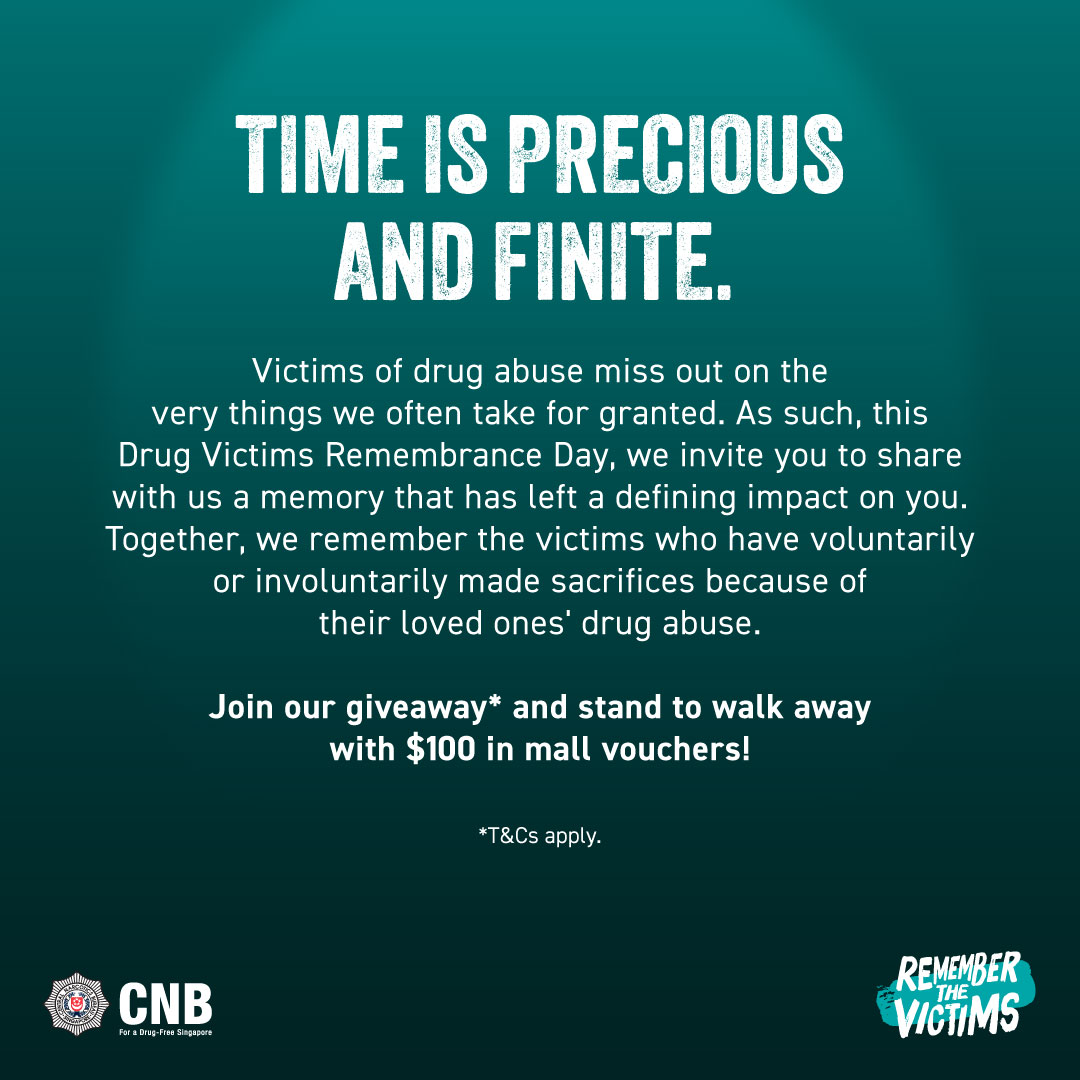 TIME IS PRECIOUS
AND FINITE.
Victims of drug abuse miss out on the
very things we often take for granted. As such, this
Drug Victims Remembrance Day, we invite you to share
with us a memory that has left a defining impact on you.
Together, we remember the victims who have voluntarily
or involuntarily made sacrifices because of
their loved ones' drug abuse.
Join our giveaway* and stand to walk away
with $100 in mall vouchers!
*T&Cs apply.
CNB
For a Drug-Free Singapore
REMEMBER
THE
VICTIMS